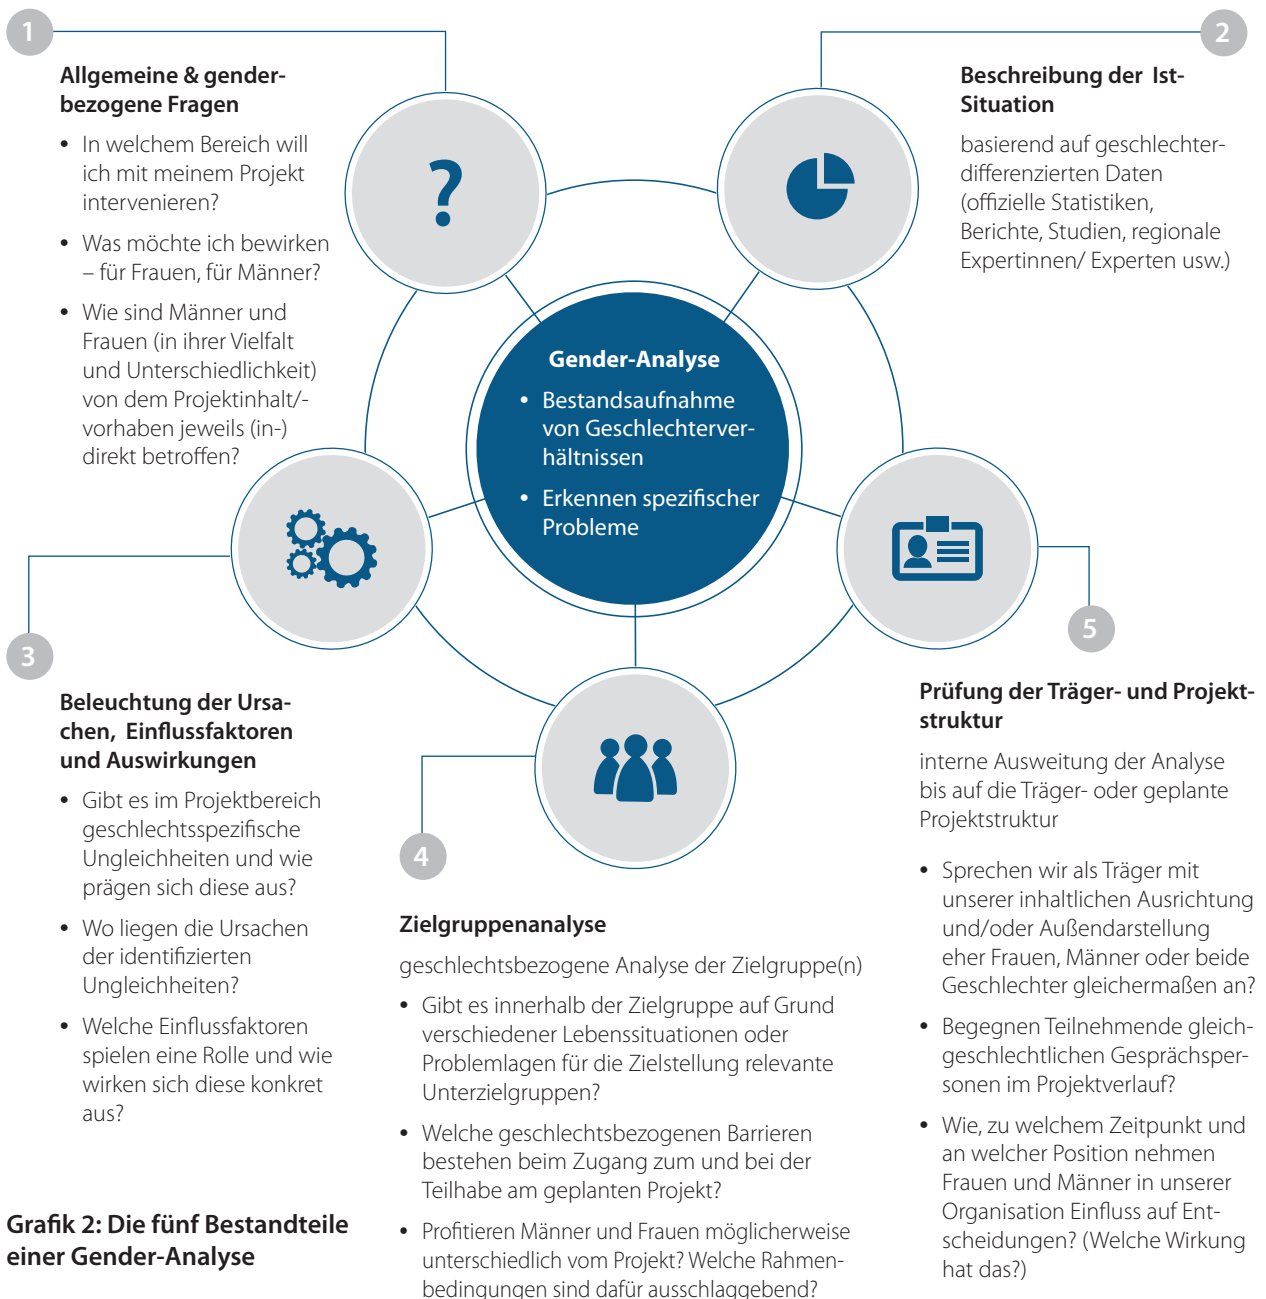 1
Allgemeine & gender-
bezogene Fragen
• In welchem Bereich will
ich mit meinem Projekt
intervenieren?
• Was möchte ich bewirken
– für Frauen, für Männer?
• Wie sind Männer und
Frauen (in ihrer Vielfalt
und Unterschiedlichkeit)
von dem Projektinhalt/-
vorhaben jeweils (in-)
direkt betroffen?
?
2
Beschreibung der Ist-
Situation
basierend auf geschlechter-
differenzierten Daten
(offizielle Statistiken,
Berichte, Studien, regionale
Expertinnen/ Experten usw.)
Gender-Analyse
• Bestandsaufnahme
von Geschlechterver-
hältnissen
• Erkennen spezifischer
Probleme
3
Beleuchtung der Ursa-
chen, Einflussfaktoren
und Auswirkungen
• Gibt es im Projektbereich
geschlechtsspezifische
Ungleichheiten und wie
prägen sich diese aus?
• Wo liegen die Ursachen
der identifizierten
Ungleichheiten?
• Welche Einflussfaktoren
spielen eine Rolle und wie
wirken sich diese konkret
aus?
4
Zielgruppenanalyse
geschlechtsbezogene Analyse der Zielgruppe(n)
• Gibt es innerhalb der Zielgruppe auf Grund
verschiedener Lebenssituationen oder
Problemlagen für die Zielstellung relevante
Unterzielgruppen?
• Welche geschlechtsbezogenen Barrieren
bestehen beim Zugang zum und bei der
Teilhabe am geplanten Projekt?
• Profitieren Männer und Frauen möglicherweise
unterschiedlich vom Projekt? Welche Rahmen-
bedingungen sind dafür ausschlaggebend?
5
Prüfung der Träger- und Projekt-
struktur
interne Ausweitung der Analyse
bis auf die Träger- oder geplante
Projektstruktur
• Sprechen wir als Träger mit
unserer inhaltlichen Ausrichtung
und/oder Außendarstellung
eher Frauen, Männer oder beide
Geschlechter gleichermaßen an?
• Begegnen Teilnehmende gleich-
geschlechtlichen Gesprächsper-
sonen im Projektverlauf?
• Wie, zu welchem Zeitpunkt und
an welcher Position nehmen
Frauen und Männer in unserer
Organisation Einfluss auf Ent-
scheidungen? (Welche Wirkung
hat das?)
Grafik 2: Die fünf Bestandteile
einer Gender-Analyse